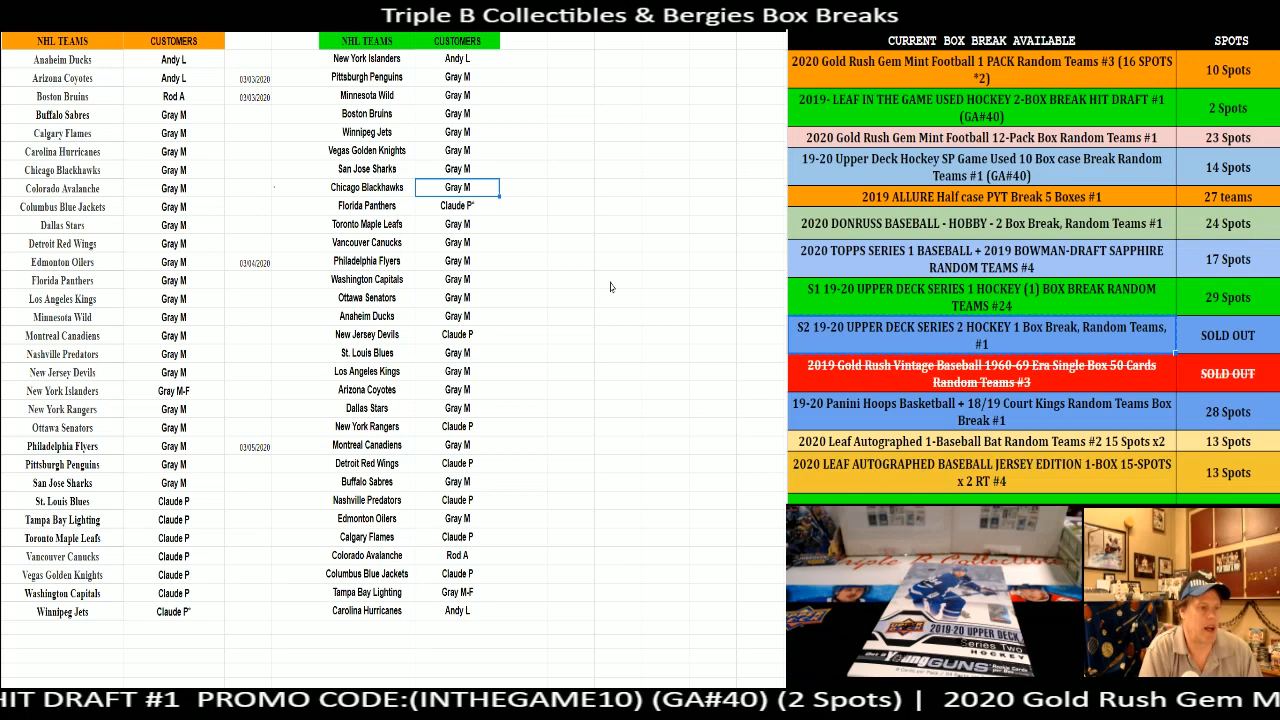 Triple B Collectibles & Bergies Box Breaks
NHL TEAMS CUSTOMERS
Anaheim Ducks Andy L
Arizona Coyotes Andy L 03/03/2020
Boston Bruins Rod A 03/03/2020
Buffalo Sabres Gray M
Calgary Flames Gray M
Carolina Hurricanes Gray M
Chicago Blackhawks Gray M
Colorado Avalanche Gray M
Columbus Blue Jackets Gray M
Dallas Stars Gray M
Detroit Red Wings Gray M
Edmonton Oilers Gray M 03/04/2020
Florida Panthers Gray M
Los Angeles Kings Gray M
Minnesota Wild Gray M
Montreal Canadiens Claude P
Nashville Predators Gray M
New Jersey Devils Gray M
New York Islanders Gray M-F
New York Rangers Gray M
Ottawa Senators Gray M
Philadelphia Flyers Gray M 03/05/2020
Pittsburgh Penguins Gray M
San Jose Sharks Gray M
St. Louis Blues Claude P
Tampa Bay Lighting Claude P
Toronto Maple Leafs Claude P
Vancouver Canucks Claude P
Vegas Golden Knights Claude P
Washington Capitals Claude P
Winnipeg Jets Claude P*
NHL TEAMS CUSTOMERS
New York Islanders Andy L
Pittsburgh Penguins Gray M
Minnesota Wild Gray M
Boston Bruins Gray M
Winnipeg Jets Gray M
Vegas Golden Knights Gray M
San Jose Sharks Gray M
Chicago Blackhawks Gray M
Florida Panthers Claude P*
Toronto Maple Leafs Gray M
Vancouver Canucks Gray M
Philadelphia Flyers Gray M
Washington Capitals Gray M
Ottawa Senators Gray M
Anaheim Ducks Gray M
New Jersey Devils Claude P
St. Louis Blues Gray M
Los Angeles Kings Gray M
Arizona Coyotes Gray M
Dallas Stars Gray M
New York Rangers Claude P
Montreal Canadiens Gray M
Detroit Red Wings Claude P
Buffalo Sabres Gray M
Nashville Predators Claude P
Edmonton Oilers Gray M
Calgary Flames Claude P
Colorado Avalanche Rod A
Columbus Blue Jackets Claude P
Tampa Bay Lighting Gray M-F
Carolina Hurricanes Andy L
CURRENT BOX BREAK AVAILABLE SPOTS
2020 Gold Rush Gem Mint Football 1 PACK Random Teams #3 (16 SPOTS
*2) 10 Spots
2019- LEAF IN THE GAME USED HOCKEY 2-BOX BREAK HIT DRAFT #1
(GA#40) 2 Spots
2020 Gold Rush Gem Mint Football 12-Pack Box Random Teams #1 23 Spots
19-20 Upper Deck Hockey SP Game Used 10 Box case Break Random
Teams #1 (GA#40) 14 Spots
2019 ALLURE Half case PYT Break 5 Boxes #1 27 teams
2020 DONRUSS BASEBALL - HOBBY - 2 Box Break, Random Teams #1 24 Spots
2020 TOPPS SERIES 1 BASEBALL + 2019 BOWMAN-DRAFT SAPPHIRE
RANDOM TEAMS #4 17 Spots
S1 19-20 UPPER DECK SERIES 1 HOCKEY (1) BOX BREAK RANDOM
TEAMS #24 29 Spots
S2 19-20 UPPER DECK SERIES 2 HOCKEY 1 Box Break, Random Teams,
#1 SOLD OUT
2019 Gold Rush Vintage Baseball 1960-69 Era Single Box 50 Cards
Random Teams #3 SOLD OUT
19-20 Panini Hoops Basketball + 18/19 Court Kings Random Teams Box
Break #1 28 Spots
2020 Leaf Autographed 1-Baseball Bat Random Teams #2 15 Spots x2 13 Spots
2020 LEAF AUTOGRAPHED BASEBALL JERSEY EDITION 1-BOX 15-SPOTS
x 2 RT #4 13 Spots
UPPER DECK
2019-20 UPPER DECK
Series Two
HOCKEY
Young GUNS
HIT DRAFT #1 PROMO CODE:(INTHEGAME10) (GA#40) (2 Spots) | 2020 Gold Rush Gem M